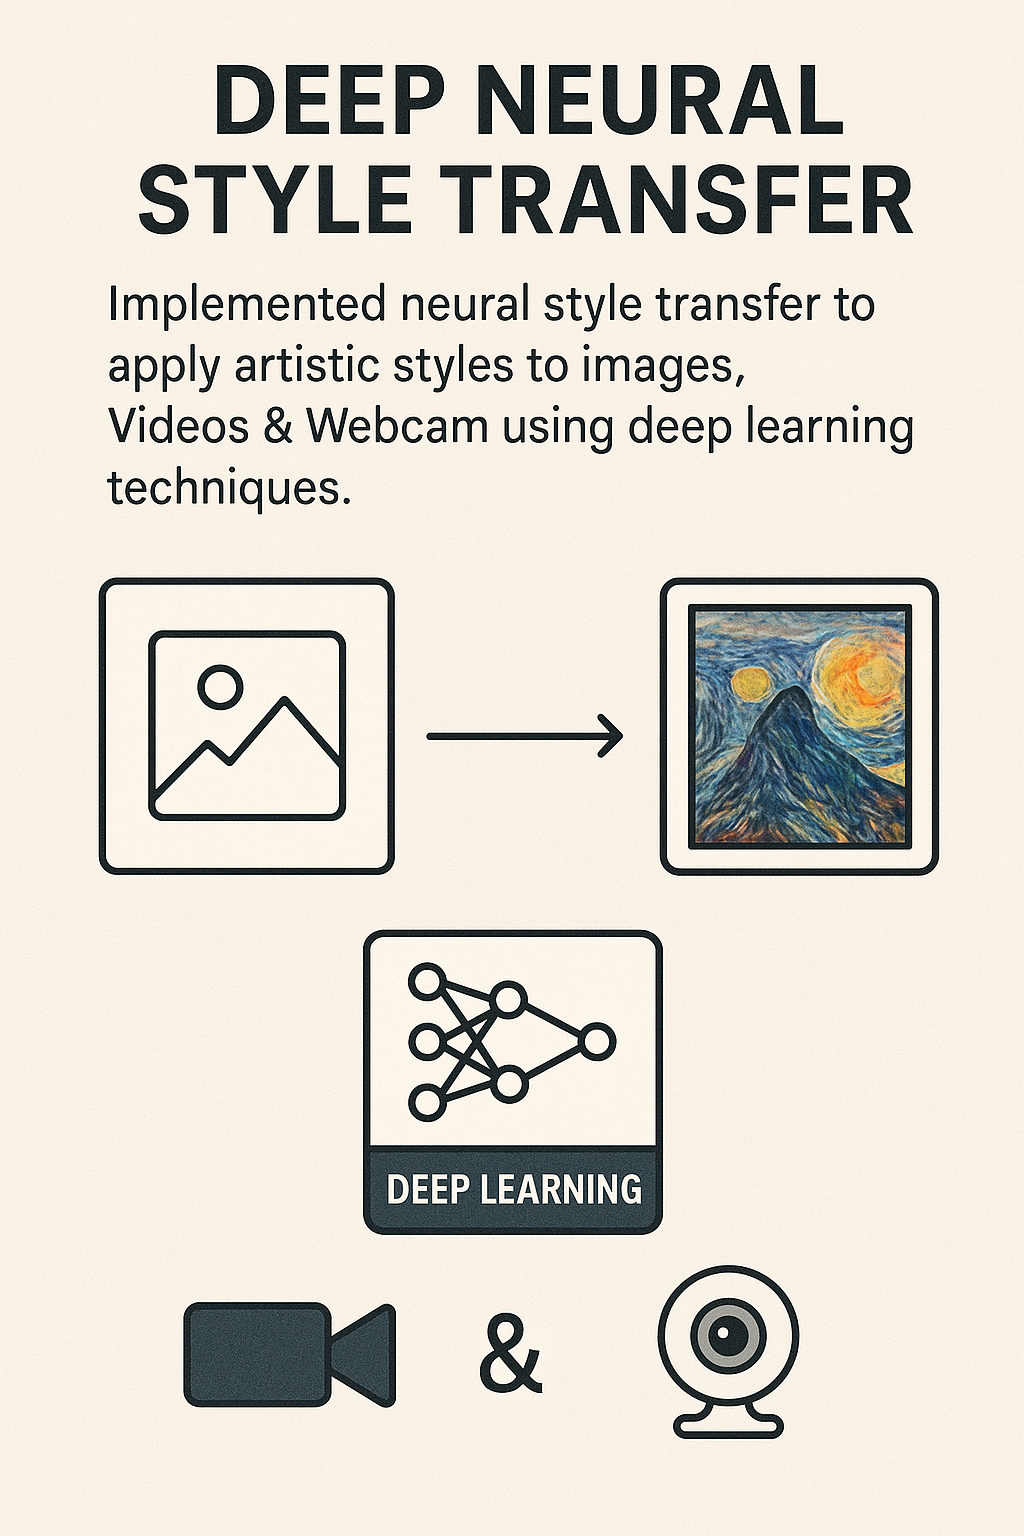 DEEP NEURAL
STYLE TRANSFER
Implemented neural style transfer to
apply artistic styles to images,
Videos & Webcam using deep learning
techniques.
DEEP LEARNING
&